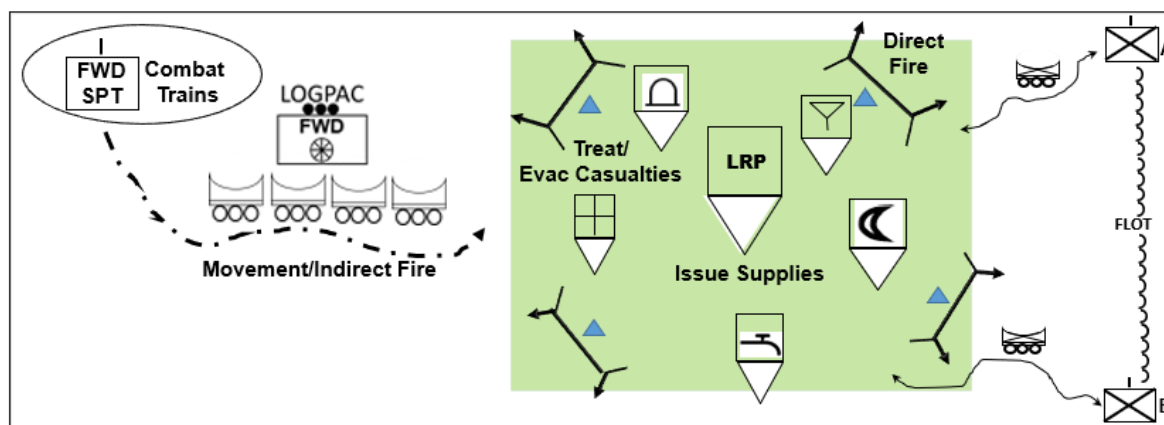 FWD
SPT
Combat
Trains
LOGPAC
FWD
Movement/Indirect Fire
Treat/
Evac Casualties
LRP
Issue Supplies
Direct
Fire
A
FLOT